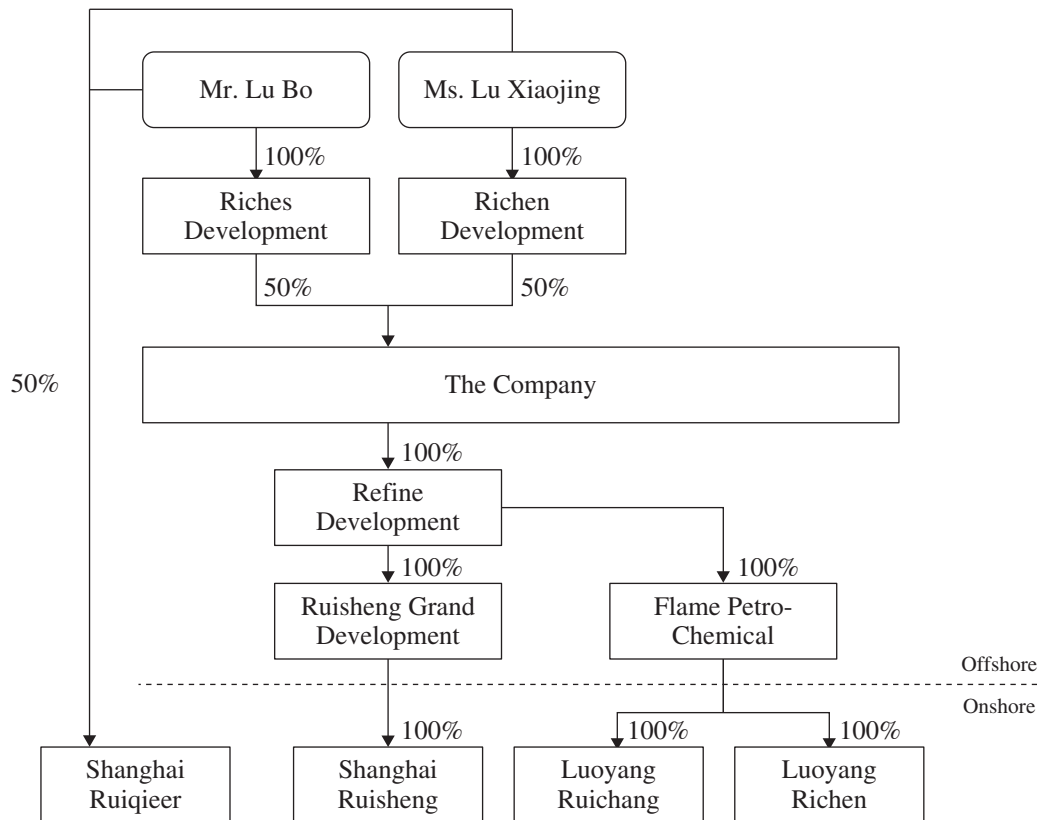 Mr. Lu Bo
Ms. Lu Xiaojing
100%
100%
Riches
Development
Richen
Development
50%
50%
50%
The Company
100%
Refine
Development
100%
100%
Ruisheng Grand
Development
Flame Petro-
Chemical
Offshore
Onshore
100%
100%
100%
Shanghai
Ruiqieer
Shanghai
Ruisheng
Luoyang
Ruichang
Luoyang
Richen